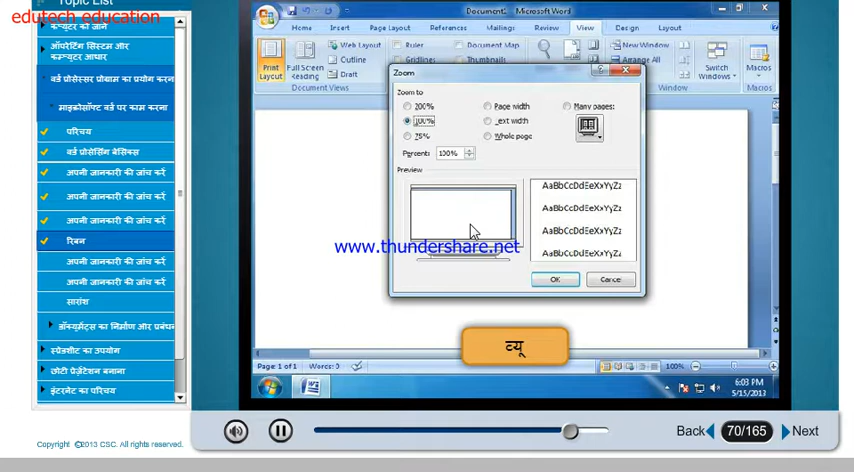 Topic List
edutech education
कंप्यूटर को जानें
ऑपरेटिंग सिस्टम और
कम्प्यूटर आधार
वर्ड प्रोसेस्सर प्रोग्राम का प्रयोग करना
माइक्रोसॉफ्ट वर्ड पर काम करना
परिचय
वर्ड प्रोसेसिंग बेसिक्स
अपनी जानकारी की जांच करें
अपनी जानकारी की जांच करें
अपनी जानकारी की जांच करें
रिबन
अपनी जानकारी की जांच करें
अपनी जानकारी की जांच करें
सारांश
डॉक्युमेंट्स का निर्माण और प्रबंधन
स्प्रेडशीट का उपयोग
छोटी प्रेज़ेंटेशन बनाना
इंटरनेट का परिचय
Copyright ©2013 CSC. All rights reserved.
Document1 - Microsoft Word
Home Insert Page Layout References Mailings Review View Design Layout
Print Layout
Full Screen Reading
Web Layout
Outline
Draft
Document Views
Ruler
Gridlines
Document Map
Thumbnails
New Window
Arrange All
Window
Switch Windows
Macros
Macros
Zoom
Zoom to
200%
100%
75%
Page width
Text width
Whole page
Many pages:
Percent: 100%
Preview
AaBbCcDdEeXxYyZz
AaBbCcDdEeXxYyZz
AaBbCcDdEeXxYyZz
AaBbCcDdEeXxYyZz
www.thundershare.net
OK
Cancel
व्यू
Page: 1 of 1 Words: 0
100%
6:03 PM
5/15/2013
Back 70/165 Next